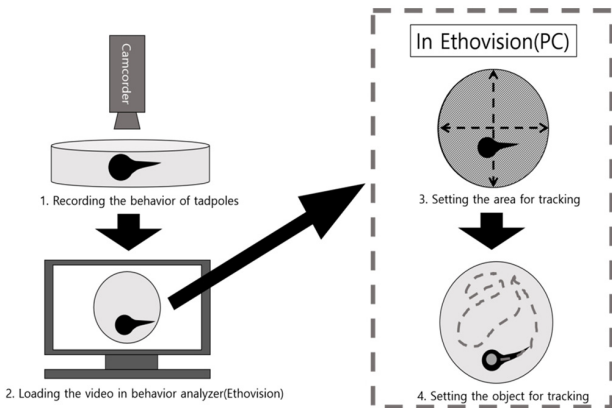 Camcorder
1. Recording the behavior of tadpoles
2. Loading the video in behavior analyzer(Ethovision)
In Ethovision(PC)
3. Setting the area for tracking
4. Setting the object for tracking